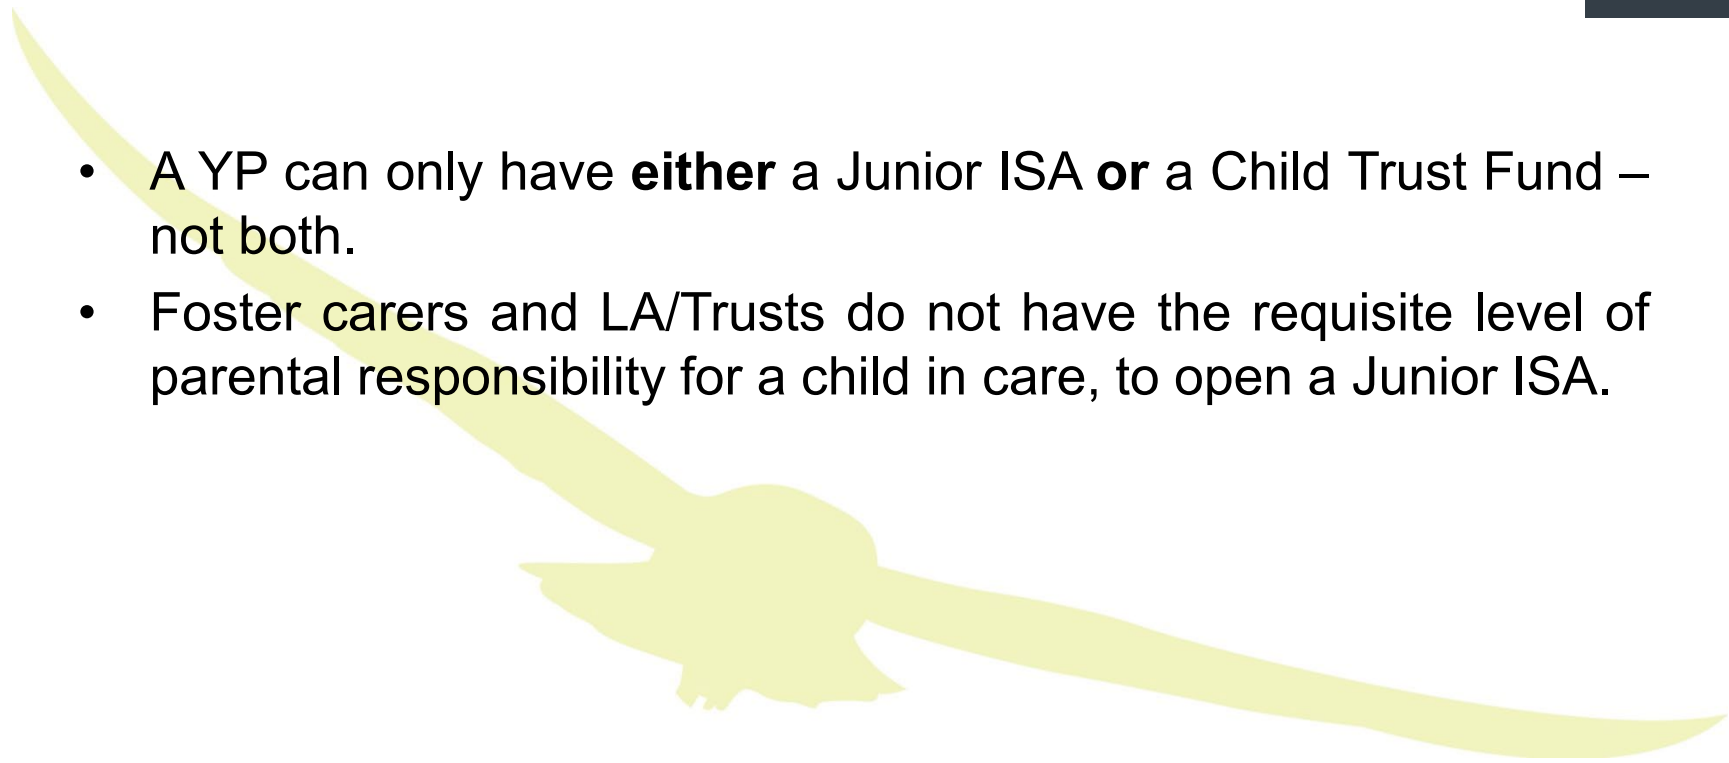 • A YP can only have either a Junior ISA or a Child Trust Fund –
not both.
• Foster carers and LA/Trusts do not have the requisite level of
parental responsibility for a child in care, to open a Junior ISA.